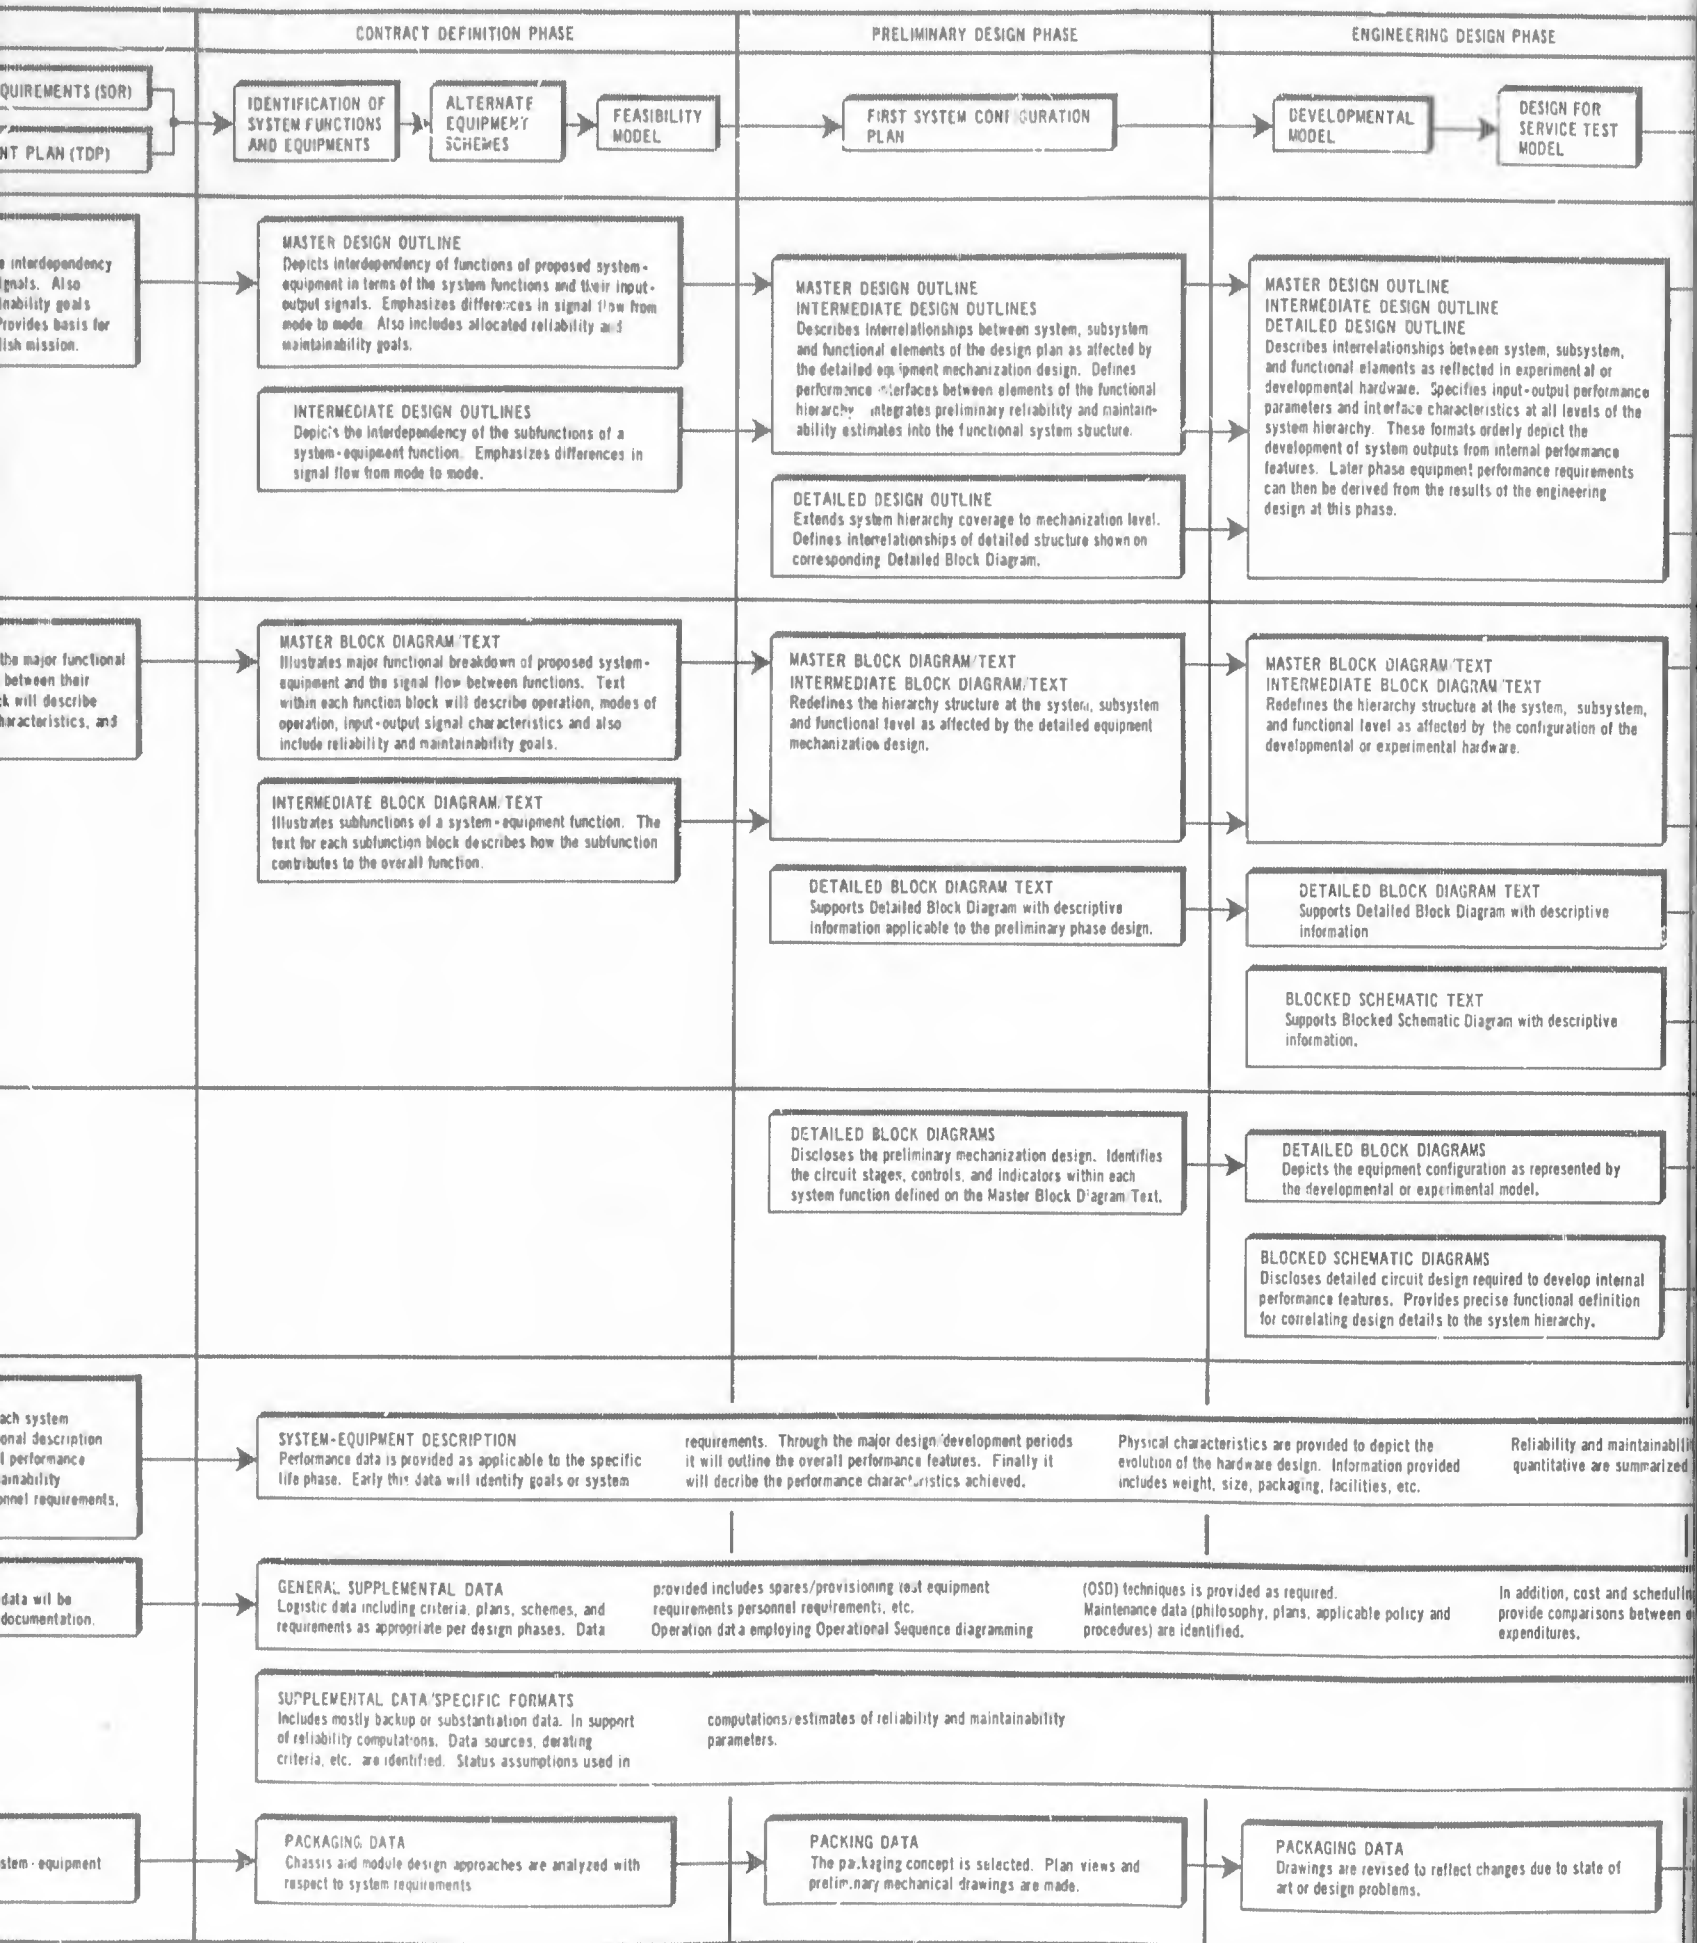 CONTRACT DEFINITION PHASE
PRELIMINARY DESIGN PHASE
ENGINEERING DESIGN PHASE
QUIREMENTS (SOR)
NT PLAN (TDP)
IDENTIFICATION OF
SYSTEM FUNCTIONS
AND EQUIPMENTS
ALTERNATE
EQUIPMENT
SCHEMES
FEASIBILITY
MODEL
FIRST SYSTEM CONFIGURATION
PLAN
DEVELOPMENTAL
MODEL
DESIGN FOR
SERVICE TEST
MODEL
e interdependency
ignals. Also
inability goals
Provides basis for
lish mission.
MASTER DESIGN OUTLINE
Depicts interdependency of functions of proposed system-
equipment in terms of the system functions and their input-
output signals. Emphasizes differences in signal flow from
mode to mode. Also includes allocated reliability and
maintainability goals.
INTERMEDIATE DESIGN OUTLINES
Depicts the interdependency of the subfunctions of a
system-equipment function. Emphasizes differences in
signal flow from mode to mode.
MASTER DESIGN OUTLINE
INTERMEDIATE DESIGN OUTLINES
Describes interrelationships between system, subsystem
and functional elements of the design plan as affected by
the detailed equipment mechanization design. Defines
performance interfaces between elements of the functional
hierarchy integrates preliminary reliability and maintain-
ability estimates into the functional system structure.
DETAILED DESIGN OUTLINE
Extends system hierarchy coverage to mechanization level.
Defines interrelationships of detailed structure shown on
corresponding Detailed Block Diagram.
MASTER DESIGN OUTLINE
INTERMEDIATE DESIGN OUTLINE
DETAILED DESIGN OUTLINE
Describes interrelationships between system, subsystem,
and functional elements as reflected in experimental or
developmental hardware. Specifies input-output performance
parameters and interface characteristics at all levels of the
system hierarchy. These formats orderly depict the
development of system outputs from internal performance
features. Later phase equipment performance requirements
can then be derived from the results of the engineering
design at this phase.
the major functional
between their
ck will describe
haracteristics, and
MASTER BLOCK DIAGRAM/TEXT
Illustrates major functional breakdown of proposed system-
equipment and the signal flow between functions. Text
within each function block will describe operation, modes of
operation, input-output signal characteristics and also
include reliability and maintainability goals.
INTERMEDIATE BLOCK DIAGRAM/TEXT
Illustrates subfunctions of a system-equipment function. The
text for each subfunction block describes how the subfunction
contributes to the overall function.
MASTER BLOCK DIAGRAM/TEXT
INTERMEDIATE BLOCK DIAGRAM/TEXT
Redefines the hierarchy structure at the system, subsystem
and functional level as affected by the detailed equipment
mechanization design.
DETAILED BLOCK DIAGRAM TEXT
Supports Detailed Block Diagram with descriptive
information applicable to the preliminary phase design.
MASTER BLOCK DIAGRAM/TEXT
INTERMEDIATE BLOCK DIAGRAM/TEXT
Redefines the hierarchy structure at the system, subsystem,
and functional level as affected by the configuration of the
developmental or experimental hardware.
DETAILED BLOCK DIAGRAM TEXT
Supports Detailed Block Diagram with descriptive
information
BLOCKED SCHEMATIC TEXT
Supports Blocked Schematic Diagram with descriptive
information.
DETAILED BLOCK DIAGRAMS
Discloses the preliminary mechanization design. Identifies
the circuit stages, controls, and indicators within each
system function defined on the Master Block Diagram Text.
DETAILED BLOCK DIAGRAMS
Depicts the equipment configuration as represented by
the developmental or experimental model.
BLOCKED SCHEMATIC DIAGRAMS
Discloses detailed circuit design required to develop internal
performance features. Provides precise functional definition
for correlating design details to the system hierarchy.
ach system
onal description
l performance
ainability
onnel requirements,
SYSTEM-EQUIPMENT DESCRIPTION
Performance data is provided as applicable to the specific
life phase. Early this data will identify goals or system
requirements. Through the major design/development periods
it will outline the overall performance features. Finally it
will decribe the performance characteristics achieved.
Physical characteristics are provided to depict the
evolution of the hardware design. Information provided
includes weight, size, packaging, facilities, etc.
Reliability and maintainabilit
quantitative are summarized
data wil be
documentation.
GENERAL SUPPLEMENTAL DATA
Logistic data including criteria, plans, schemes, and
requirements as appropriate per design phases. Data
provided includes spares/provisioning test equipment
requirements personnel requirements, etc.
Operation data employing Operational Sequence diagramming
(OSD) techniques is provided as required.
Maintenance data (philosophy, plans, applicable policy and
procedures) are identified.
In addition, cost and schedulin
provide comparisons between
expenditures.
SUPPLEMENTAL DATA/SPECIFIC FORMATS
Includes mostly backup or substantiation data. In support
of reliability computations. Data sources, derating
criteria, etc. are identified. Status assumptions used in
computations/estimates of reliability and maintainability
parameters.
stem-equipment
PACKAGING DATA
Chassis and module design approaches are analyzed with
respect to system requirements
PACKING DATA
The packaging concept is selected. Plan views and
preliminary mechanical drawings are made.
PACKAGING DATA
Drawings are revised to reflect changes due to state of
art or design problems.